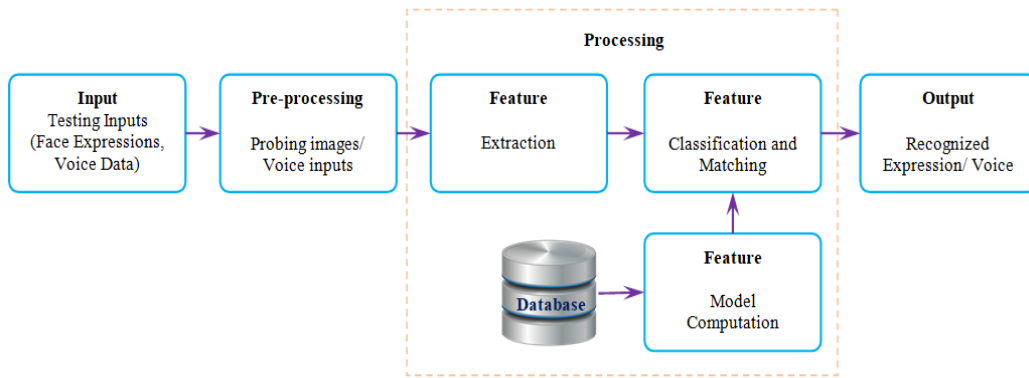 Processing
Input
Testing Inputs
(Face Expressions,
Voice Data)
Pre-processing
Probing images/
Voice inputs
Feature
Extraction
Feature
Classification and
Matching
Output
Recognized
Expression/ Voice
Database
Feature
Model
Computation